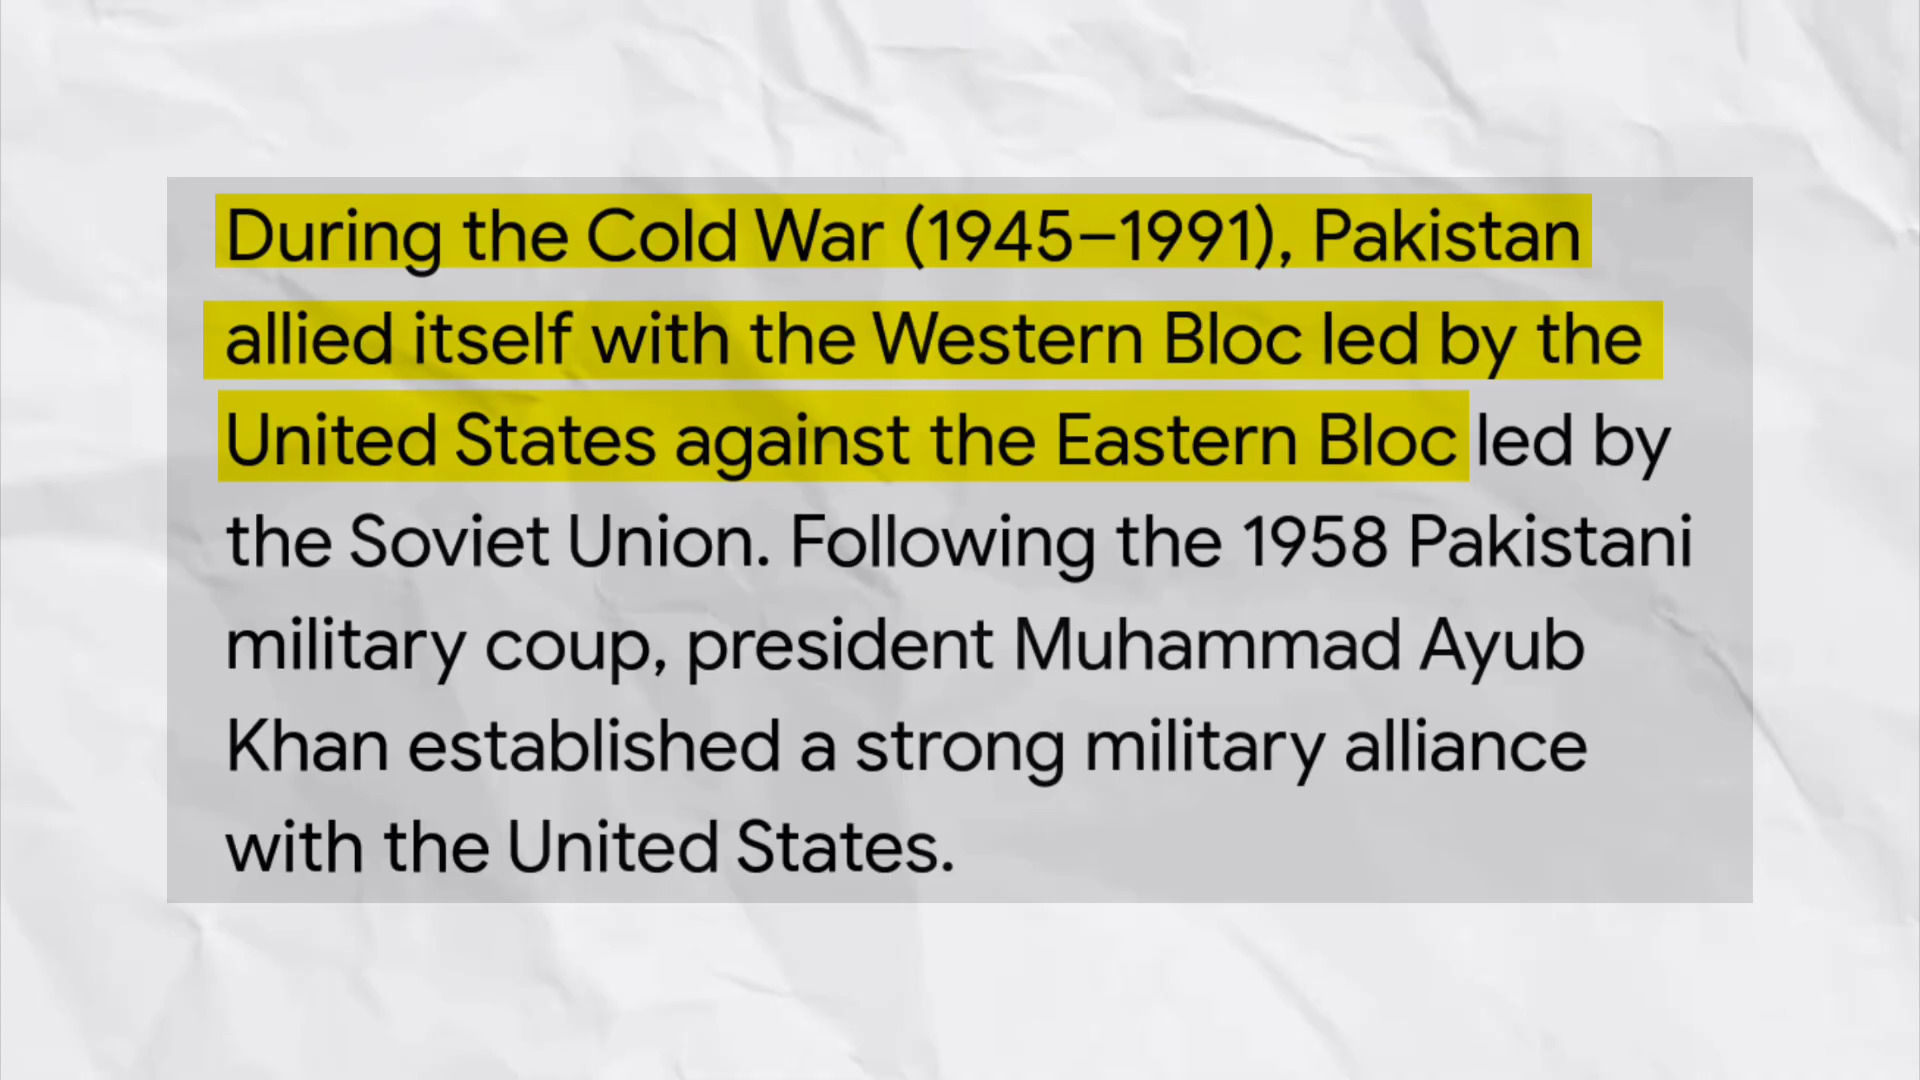 During the Cold War (1945–1991), Pakistan
allied itself with the Western Bloc led by the
United States against the Eastern Bloc led by
the Soviet Union. Following the 1958 Pakistani
military coup, president Muhammad Ayub
Khan established a strong military alliance
with the United States.